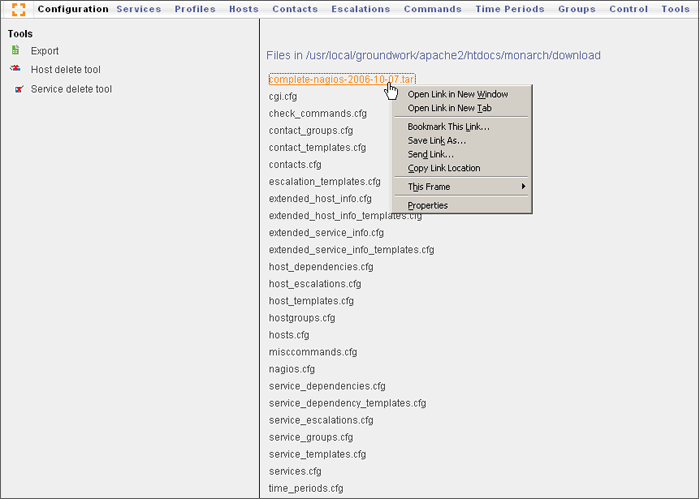 Configuration Services Profiles Hosts Contacts Escalations Commands Time Periods Groups Control Tools
Tools
Export
Host delete tool
Service delete tool
Files in /usr/local/groundwork/apache2/htdocs/monarch/download
complete-nagios-2006-10-07.tar
cgi.cfg
check_commands.cfg
contact_groups.cfg
contact_templates.cfg
contacts.cfg
escalation_templates.cfg
extended_host_info.cfg
extended_host_info_templates.cfg
extended_service_info.cfg
extended_service_info_templates.cfg
host_dependencies.cfg
host_escalations.cfg
host_templates.cfg
hostgroups.cfg
hosts.cfg
misccommands.cfg
nagios.cfg
service_dependencies.cfg
service_dependency_templates.cfg
service_escalations.cfg
service_groups.cfg
service_templates.cfg
services.cfg
time_periods.cfg
Open Link in New Window
Open Link in New Tab
Bookmark This Link...
Save Link As...
Send Link...
Copy Link Location
This Frame
Properties